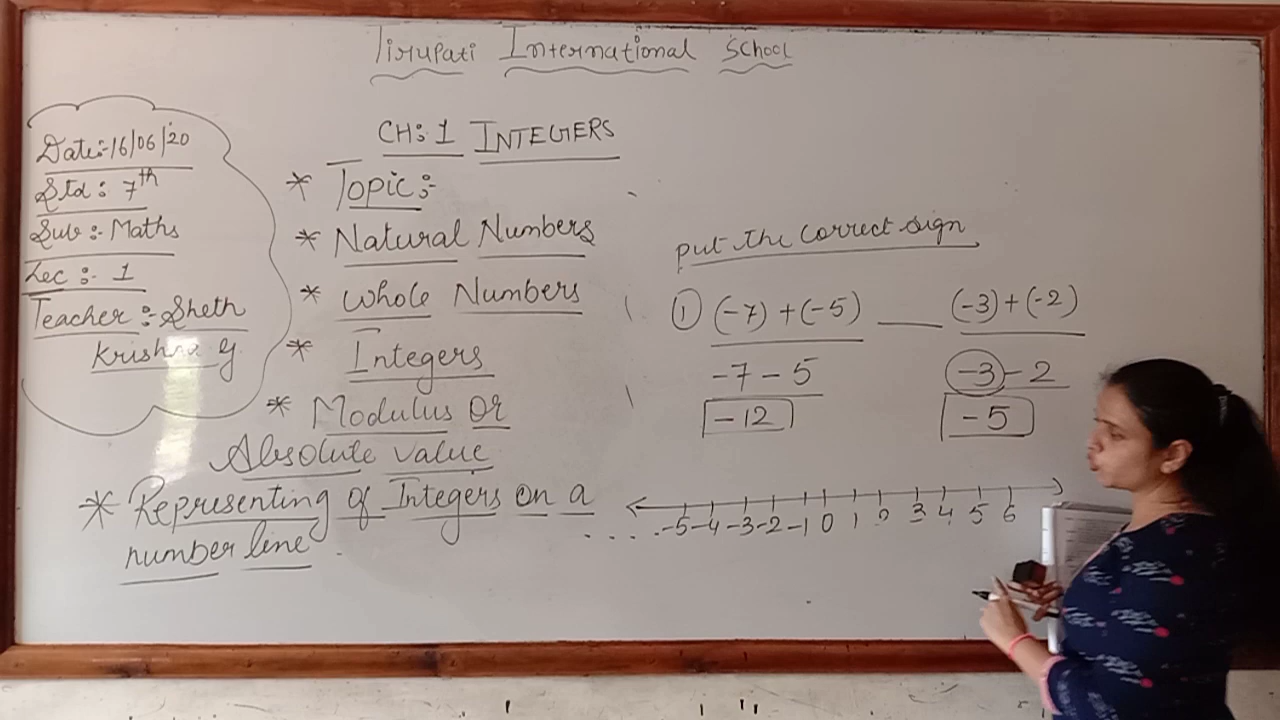 Tirupati International School
Date:-16/06/20
Std : 7th
Sub :- Maths
Lec :- 1
Teacher : Sheth
Krishna G
CH: 1 INTEGERS
* Topic:-
* Natural Numbers
* Whole Numbers
* Integers
* Modulus Or
Absolute value
* Representing of Integers on a
number line .
put the correct sign
① (-7) + (-5) ___ (-3) + (-2)
-7 - 5 -3 - 2
-12 -5
. . . . . -5 -4 -3 -2 -1 0 1 2 3 4 5 6